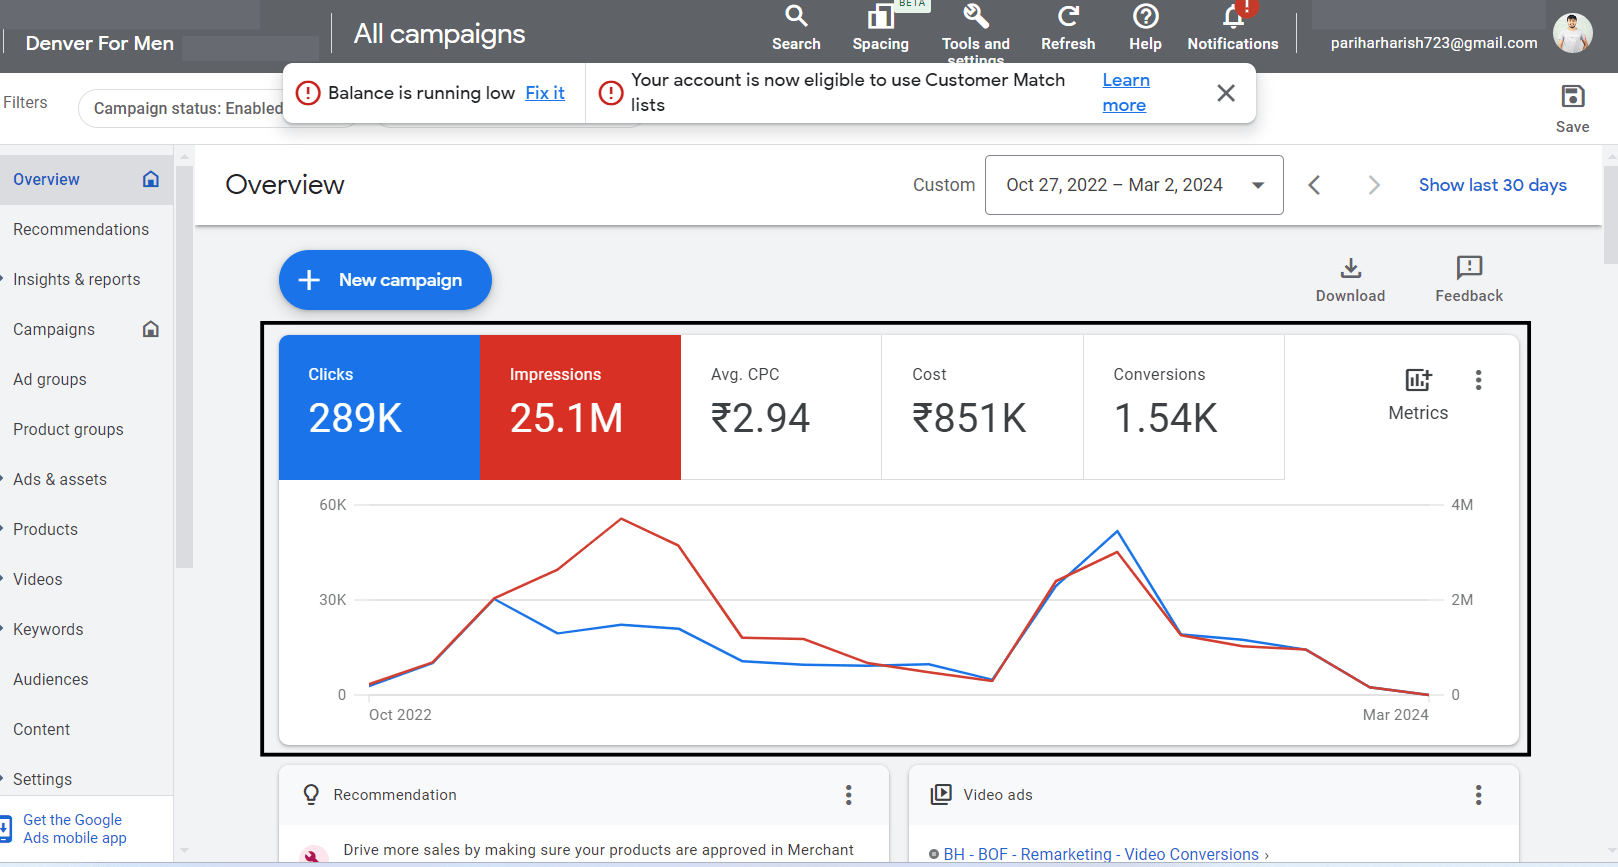 Denver For Men
All campaigns
Search
Spacing
BETA
Tools and
settings
Refresh
Help
!
Notifications
pariharharish723@gmail.com
Filters
Campaign status: Enabled
Balance is running low Fix it
Your account is now eligible to use Customer Match
lists
Learn
more
Save
Overview
Recommendations
Insights & reports
Campaigns
Ad groups
Product groups
Ads & assets
Products
Videos
Keywords
Audiences
Content
Settings
Get the Google
Ads mobile app
Overview
Custom
Oct 27, 2022 – Mar 2, 2024
Show last 30 days
New campaign
Download
Feedback
Clicks
289K
Impressions
25.1M
Avg. CPC
₹2.94
Cost
₹851K
Conversions
1.54K
Metrics
60K
4M
30K
2M
0
0
Oct 2022
Mar 2024
Recommendation
Drive more sales by making sure your products are approved in Merchant
Video ads
BH - BOF - Remarketing - Video Conversions ›